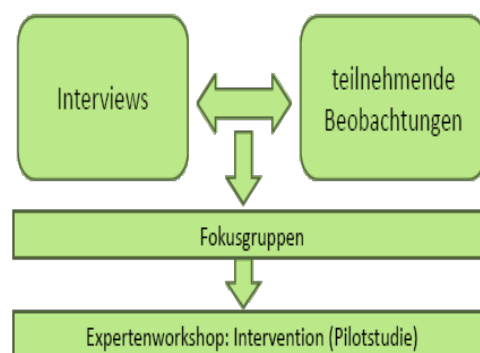 Interviews
teilnehmende
Beobachtungen
Fokusgruppen
Expertenworkshop: Intervention (Pilotstudie)